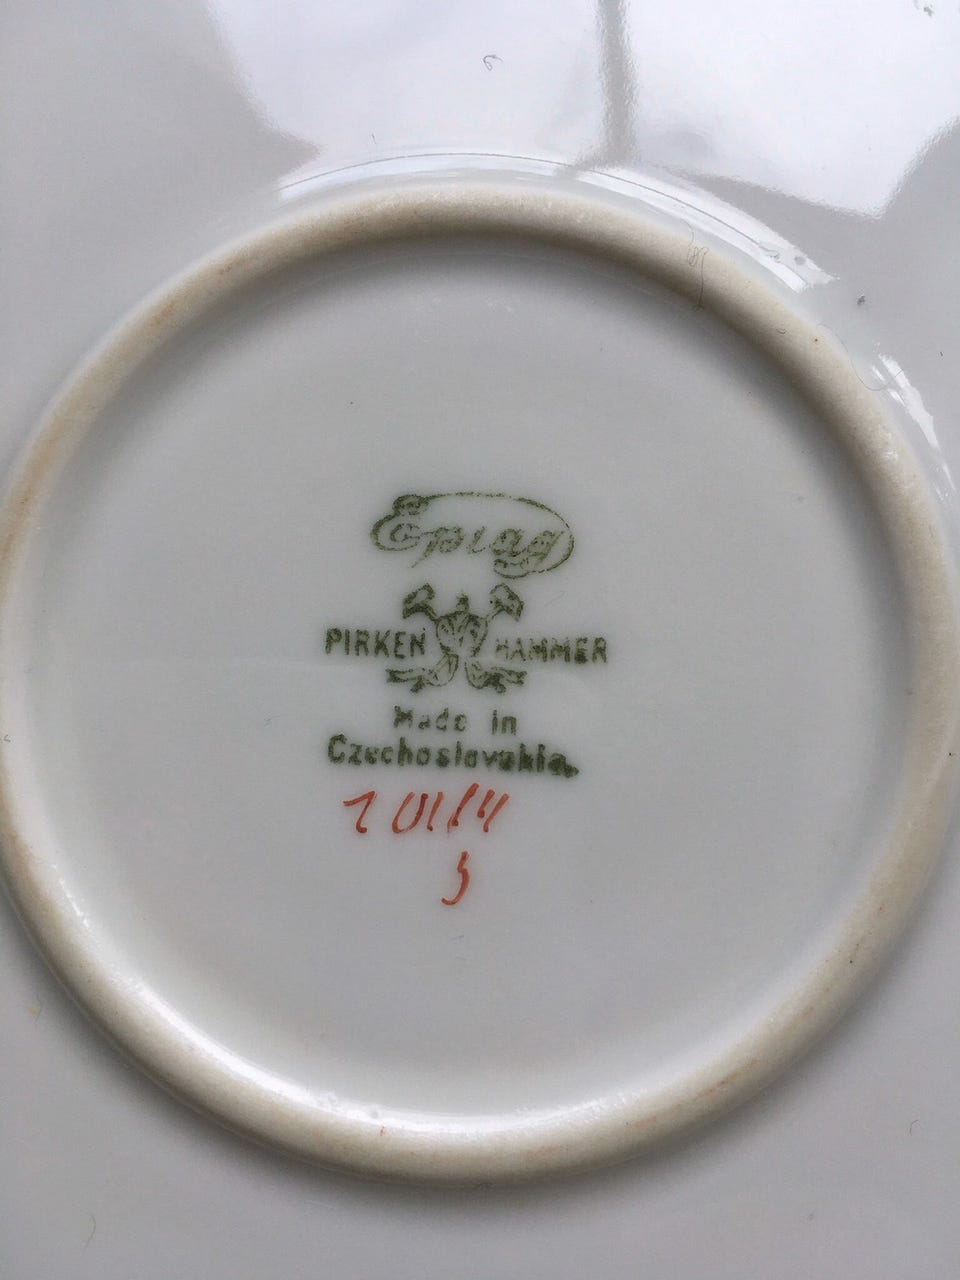 Epiag
PIRKEN HAMMER
Made in
Czechoslovakia